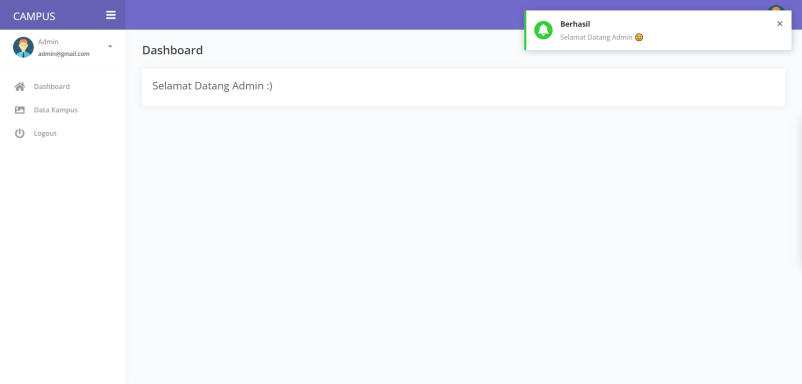 CAMPUS
Admin
admin@gmail.com
Dashboard
Data Kampus
Logout
Dashboard
Selamat Datang Admin :)
Berhasil
Selamat Datang Admin 😄